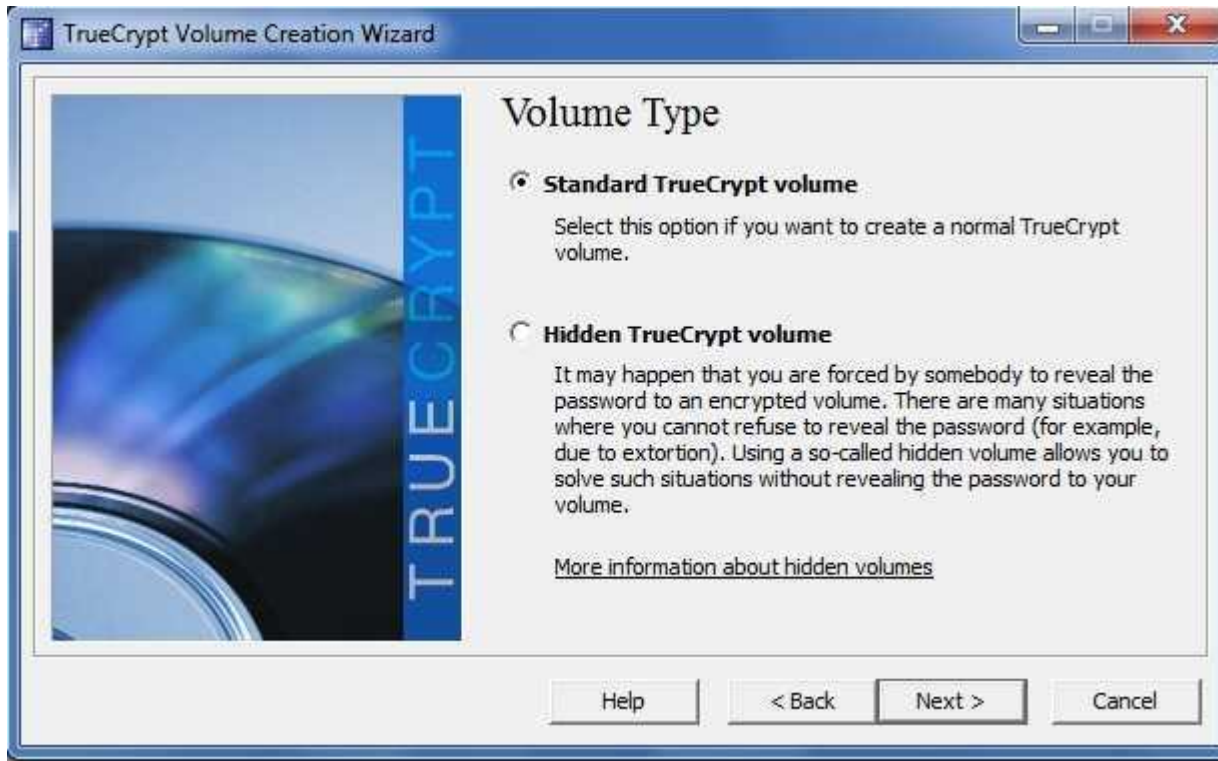 TrueCrypt Volume Creation Wizard
TRUECRYPT
Volume Type
Standard TrueCrypt volume
Select this option if you want to create a normal TrueCrypt
volume.
Hidden TrueCrypt volume
It may happen that you are forced by somebody to reveal the
password to an encrypted volume. There are many situations
where you cannot refuse to reveal the password (for example,
due to extortion). Using a so-called hidden volume allows you to
solve such situations without revealing the password to your
volume.
More information about hidden volumes
Help
< Back
Next >
Cancel